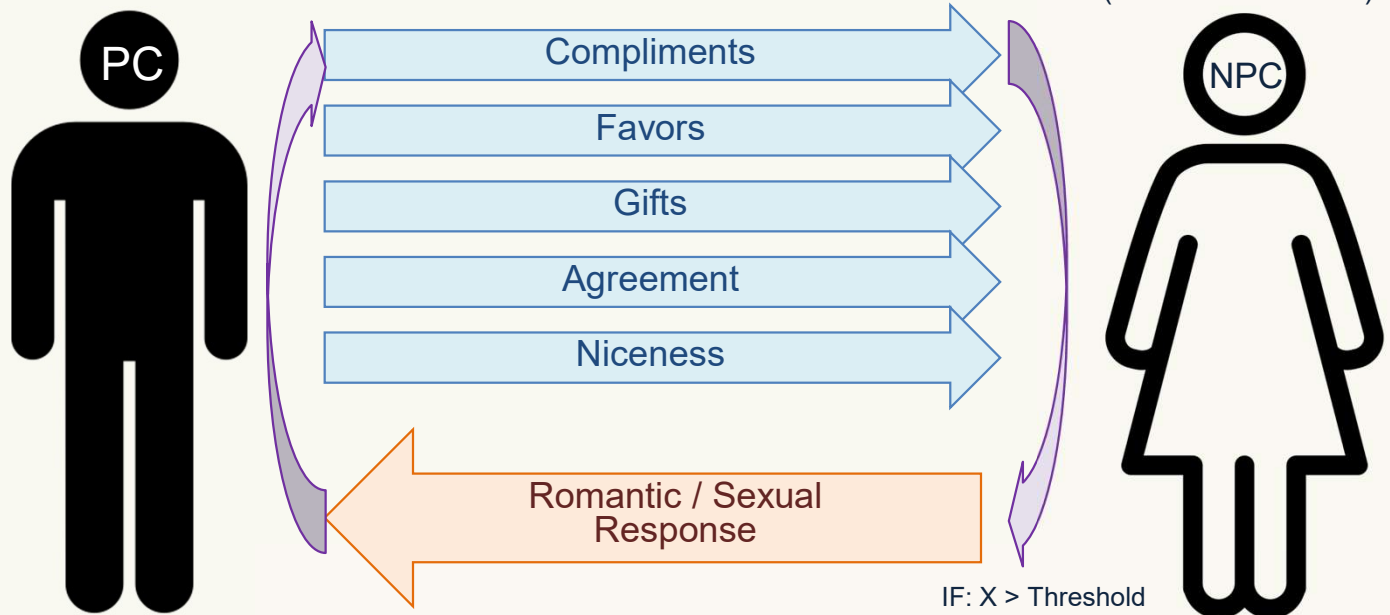 PC
Compliments
NPC
Favors
Gifts
Agreement
Niceness
Romantic / Sexual
Response
IF: X > Threshold